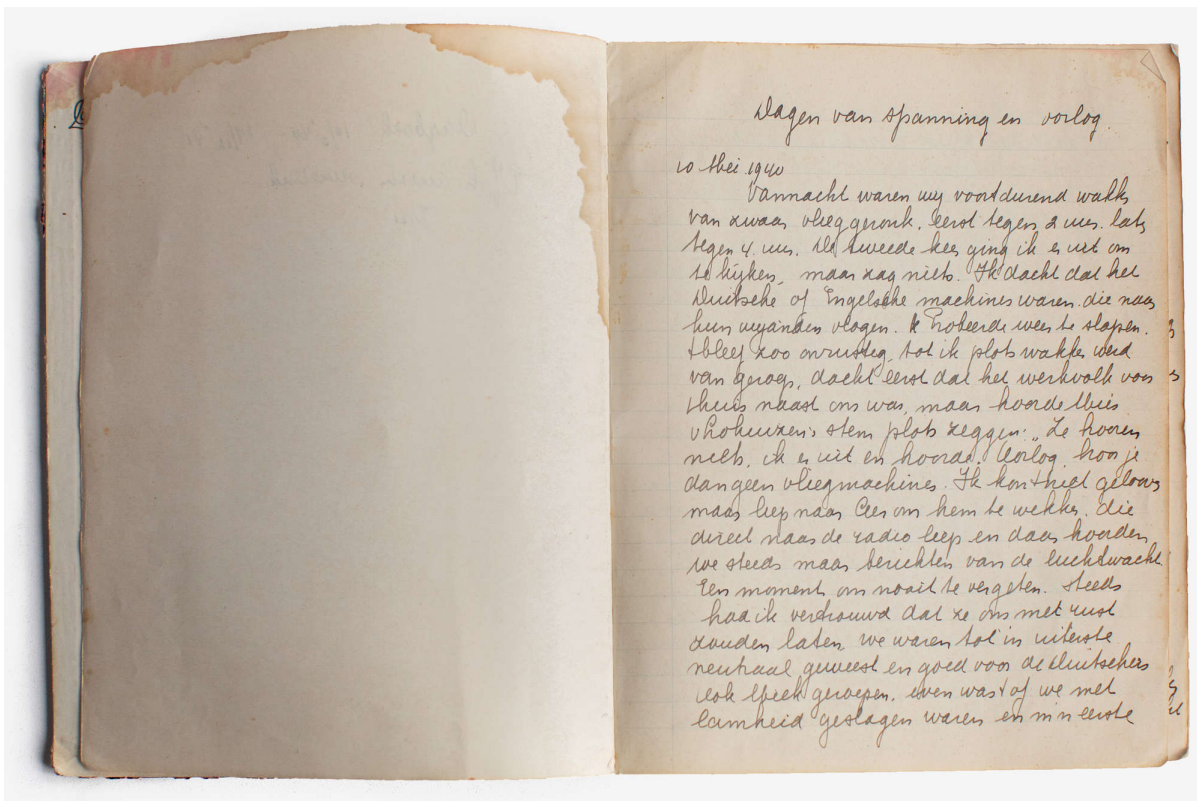 Dagen van spanning en oorlog.
10 Mei 1940
Vannacht waren wij voortdurend wakker
van zwaar vlieggeronk, eerst tegen 2 uur. later
tegen 4 uur. De tweede keer ging ik er uit om
te kijken, maar zag niets. Ik dacht dat het
Duitsche of Engelsche machines waren die naar
hun vijanden vlogen. Ik Probeerde weer te slapen.
t bleef zoo onrustig, tot ik plots wakker werd
van geroep, dacht eerst dat het werkvolk voor
t huis naast ons was, maar hoorde Mies
stem plots zeggen: „Ze hooren
niets, ik er uit en hoorde: Oorlog, hoor je
dan geen vliegmachines. Ik kon t niet gelooven
maar liep naar Cees om hem te wekken, die
direct naar de radio liep en daar hoorden
we steeds maar berichten van de luchtwacht.
Een moment om nooit te vergeten. Steeds
had ik vertrouwd dat ze ons met rust
zouden laten, we waren tot in uiterste
neutraal geweest en goed voor de Duitschers
Ook bleek geroepen. even was t of we met
lamheid geslagen waren en m'n eerste